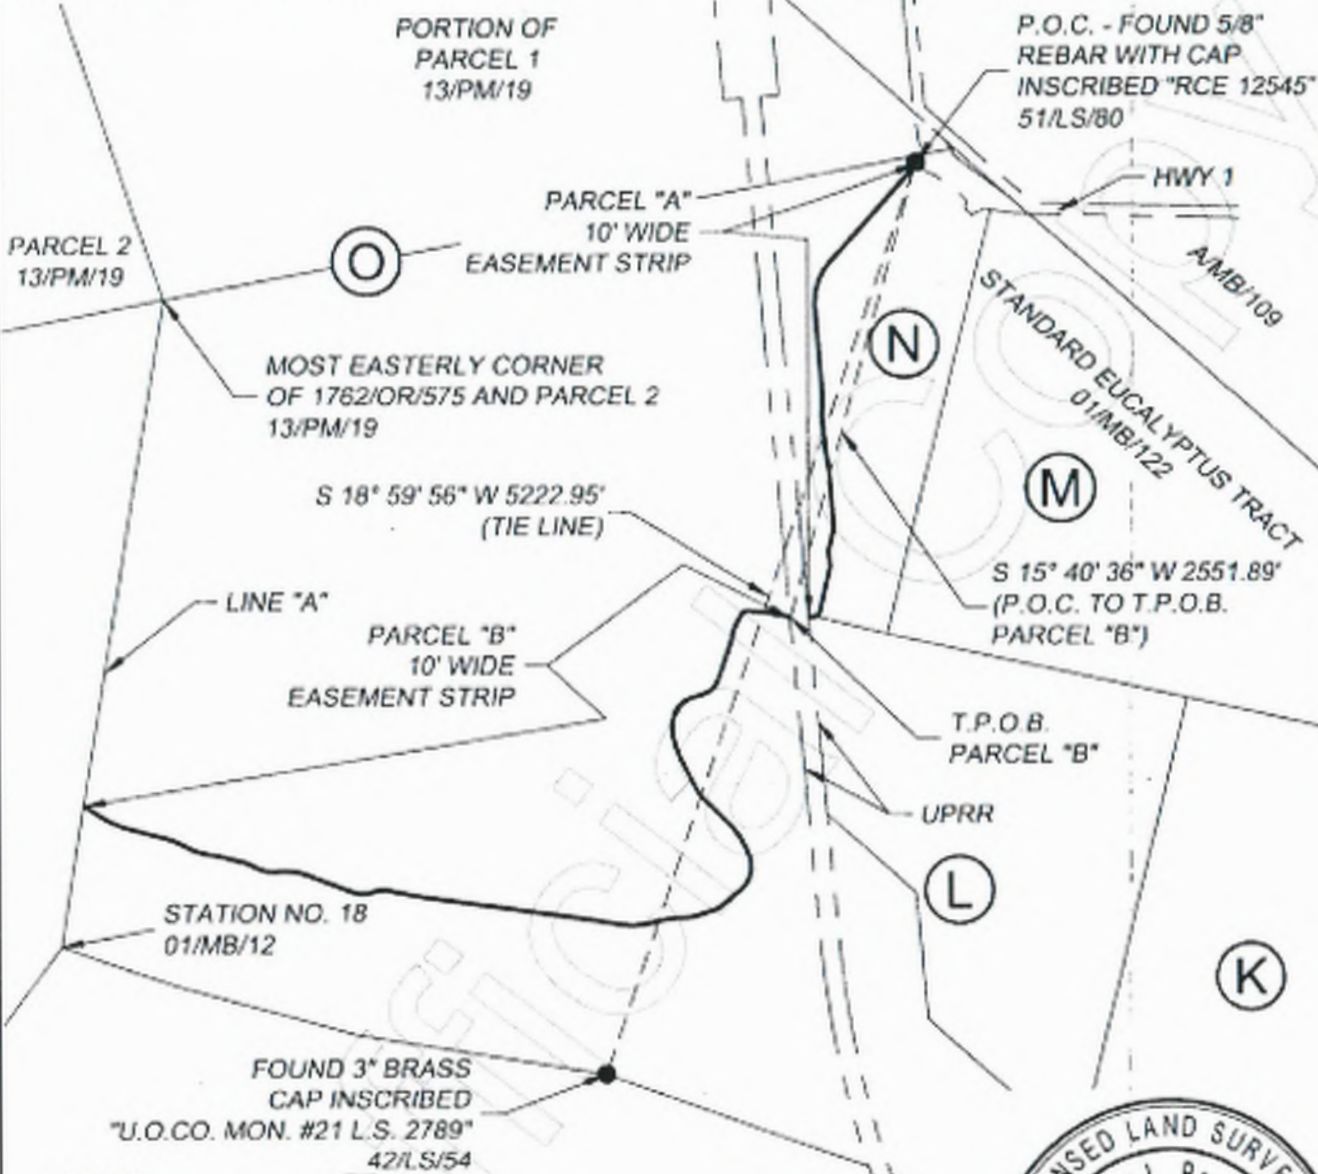 PORTION OF
PARCEL 1
13/PM/19
P.O.C. - FOUND 5/8"
REBAR WITH CAP
INSCRIBED "RCE 12545"
51/LS/80
HWY 1
PARCEL "A"
10' WIDE
EASEMENT STRIP
PARCEL 2
13/PM/19
O
A/MB/109
STANDARD EUCALYPTUS TRACT
01/MB/122
N
MOST EASTERLY CORNER
OF 1762/OR/575 AND PARCEL 2
13/PM/19
M
S 18° 59' 56" W 5222.95'
(TIE LINE)
S 15° 40' 36" W 2551.89'
(P.O.C. TO T.P.O.B.
PARCEL "B")
LINE "A"
PARCEL "B"
10' WIDE
EASEMENT STRIP
T.P.O.B.
PARCEL "B"
UPRR
L
STATION NO. 18
01/MB/12
K
FOUND 3" BRASS
CAP INSCRIBED
"U.O.CO. MON. #21 L.S. 2789"
42/LS/54
LAND